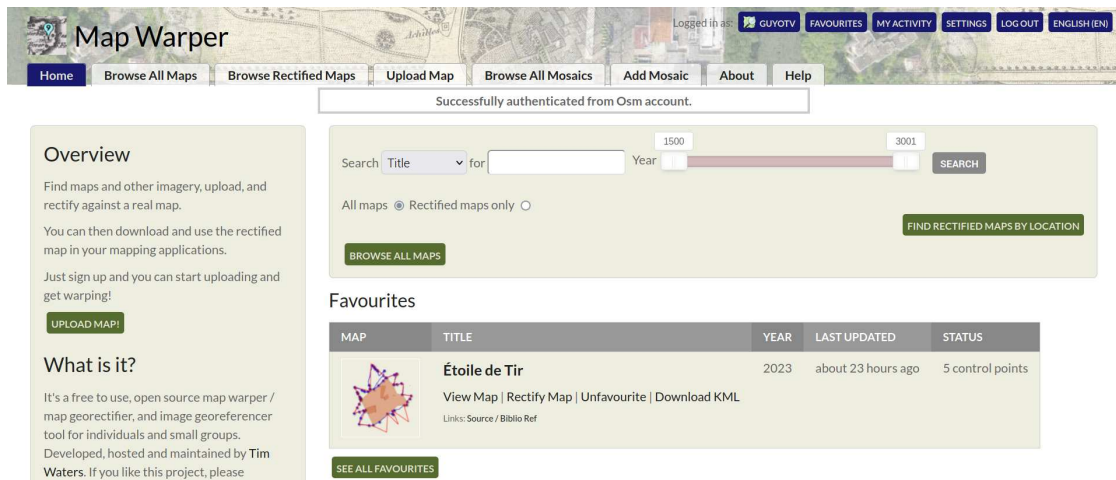 Map Warper
Achilles
Logged in as: GUYOTV FAVOURITES MY ACTIVITY SETTINGS LOG OUT ENGLISH (EN)
Home Browse All Maps Browse Rectified Maps Upload Map Browse All Mosaics Add Mosaic About Help
Successfully authenticated from Osm account.
Overview
Find maps and other imagery, upload, and
rectify against a real map.
You can then download and use the rectified
map in your mapping applications.
Just sign up and you can start uploading and
get warping!
UPLOAD MAP!
What is it?
It's a free to use, open source map warper /
map georectifier, and image georeferencer
tool for individuals and small groups.
Developed, hosted and maintained by Tim
Waters. If you like this project, please
1500 3001
Search Title for Year SEARCH
All maps Rectified maps only
FIND RECTIFIED MAPS BY LOCATION
BROWSE ALL MAPS
Favourites
MAP TITLE YEAR LAST UPDATED STATUS
Étoile de Tir 2023 about 23 hours ago 5 control points
View Map | Rectify Map | Unfavourite | Download KML
Links: Source / Biblio Ref
SEE ALL FAVOURITES